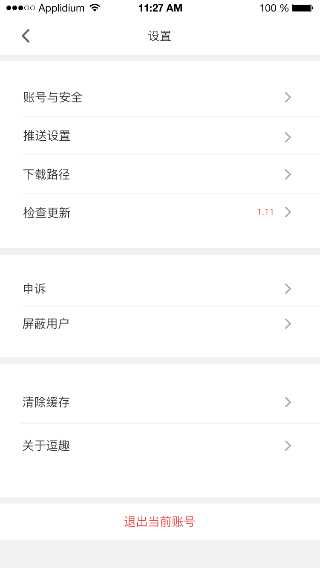 Applidium 11:27 AM 100 %
设置
账号与安全
推送设置
下载路径
检查更新 1.11
申诉
屏蔽用户
清除缓存
关于逗趣
退出当前账号